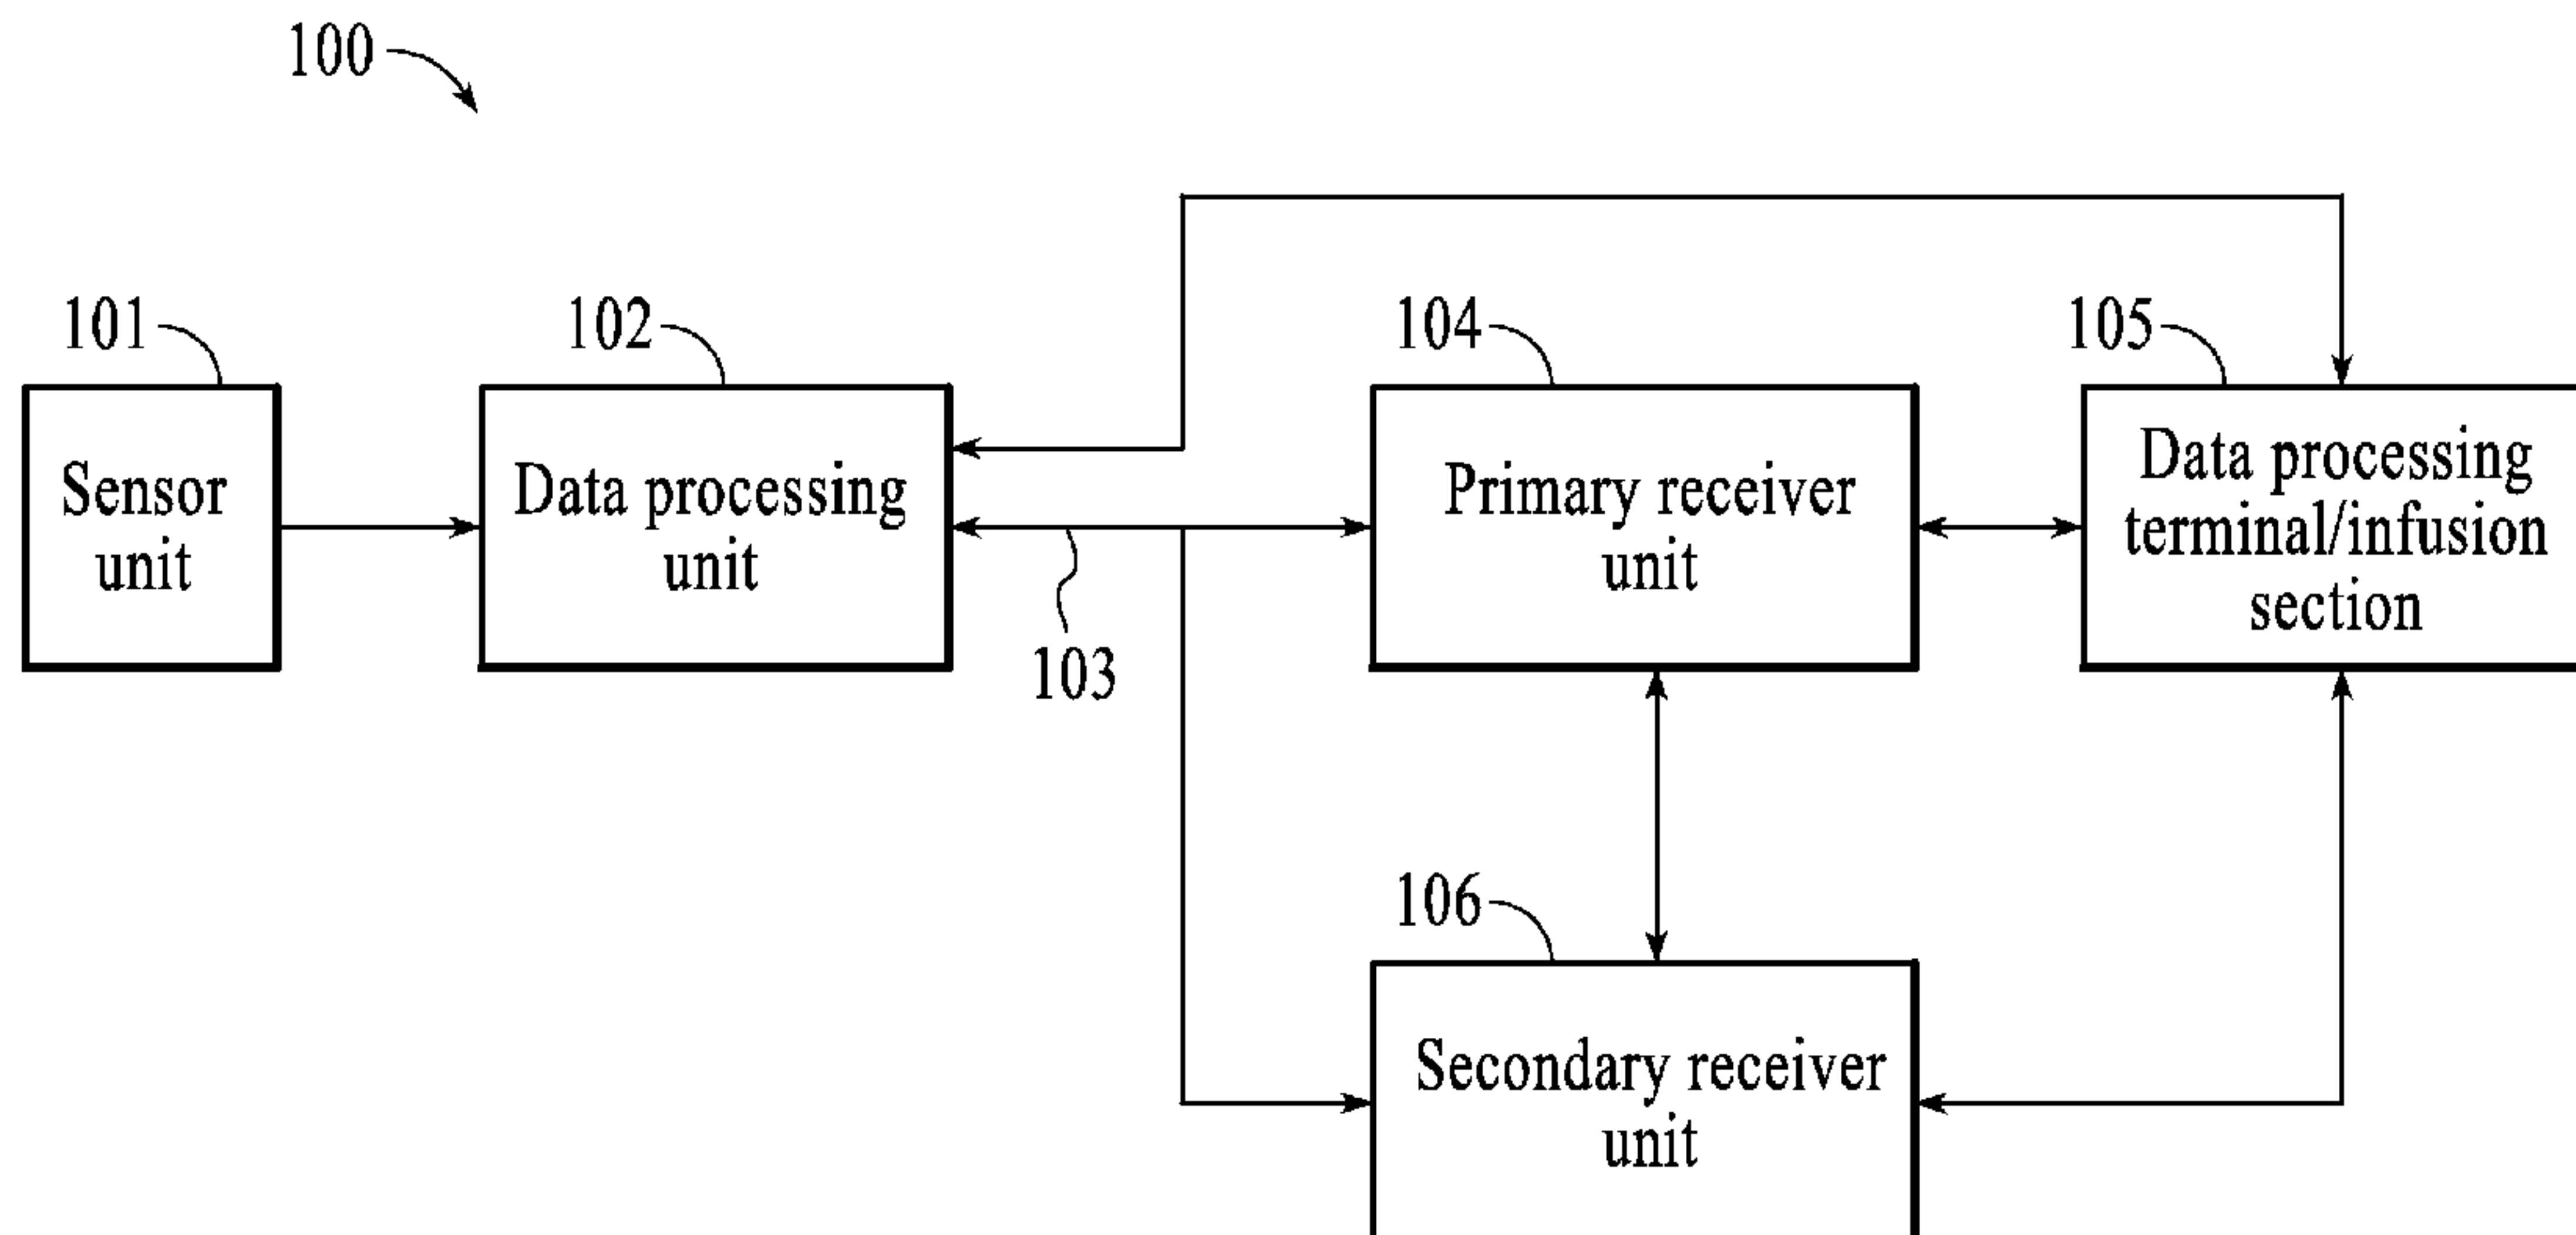 100
101
102
104
105
Sensor
unit
Data processing
unit
103
Primary receiver
unit
Data processing
terminal/infusion
section
106
Secondary receiver
unit